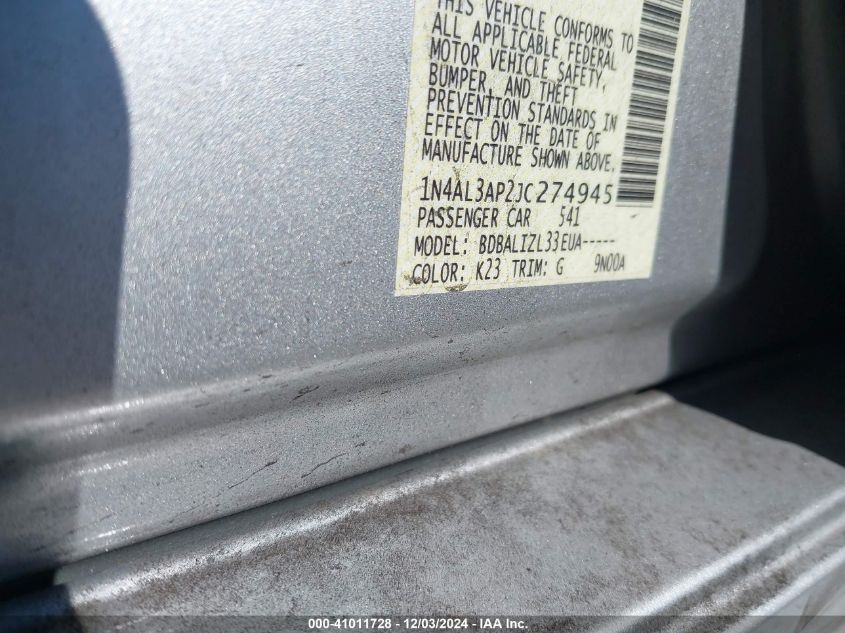 THIS VEHICLE CONFORMS TO
ALL APPLICABLE FEDERAL
MOTOR VEHICLE SAFETY,
BUMPER, AND THEFT
PREVENTION STANDARDS IN
EFFECT ON THE DATE OF
MANUFACTURE SHOWN ABOVE.
1N4AL3AP2JC274945
PASSENGER CAR 541
MODEL: BDBALIZL33EUA-----
COLOR: K23 TRIM: G 9N00A
000-41011728 - 12/03/2024 - IAA Inc.